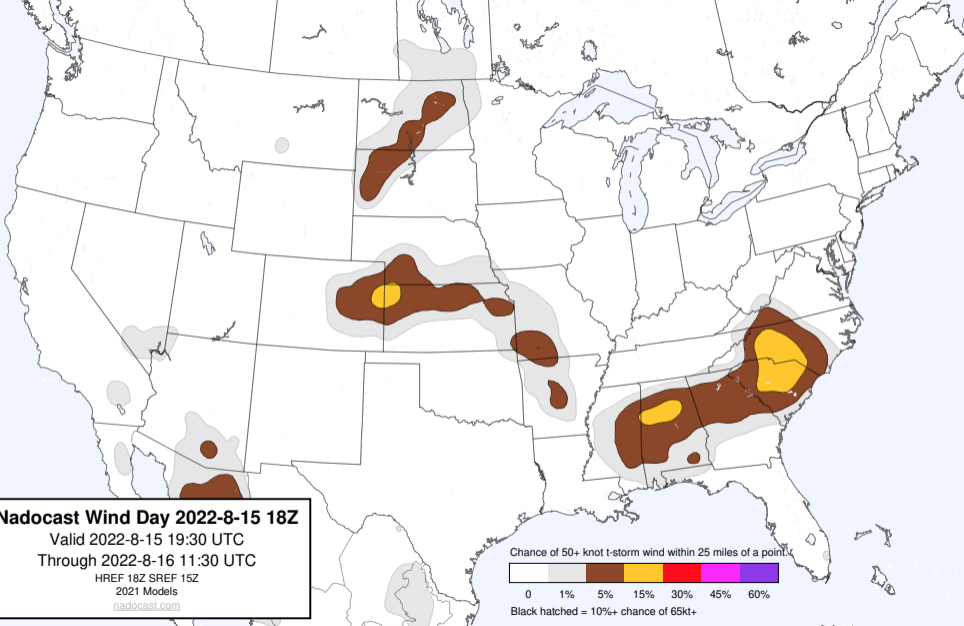 Nadocast Wind Day 2022-8-15 18Z
Valid 2022-8-15 19:30 UTC
Through 2022-8-16 11:30 UTC
HREF 18Z SREF 15Z
2021 Models
nadocast.com
Chance of 50+ knot t-storm wind within 25 miles of a point.
0 1% 5% 15% 30% 45% 60%
Black hatched = 10%+ chance of 65kt+